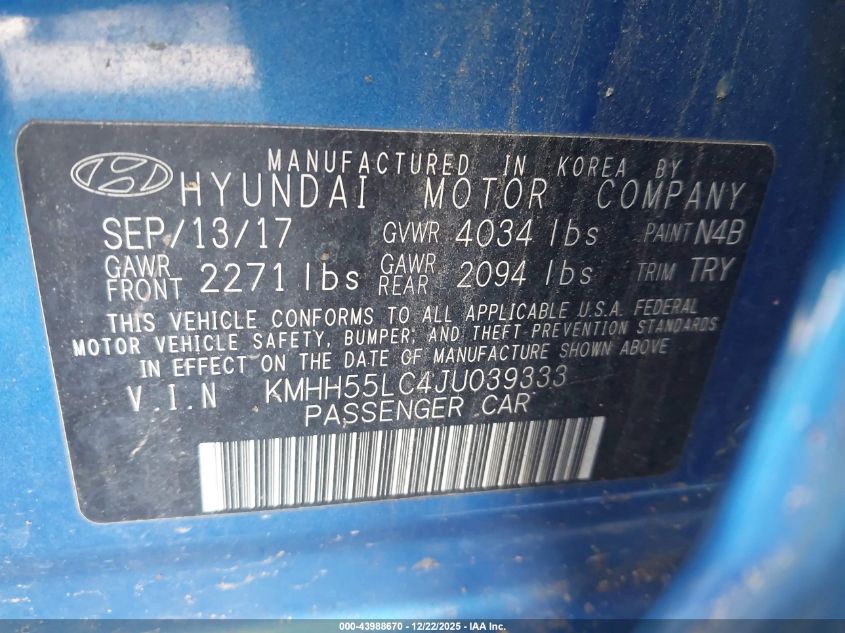 MANUFACTURED IN KOREA BY
HYUNDAI MOTOR COMPANY
SEP/13/17 GVWR 4034 lbs PAINT N4B
GAWR FRONT 2271 lbs GAWR REAR 2094 lbs TRIM TRY
THIS VEHICLE CONFORMS TO ALL APPLICABLE U.S.A. FEDERAL
MOTOR VEHICLE SAFETY, BUMPER, AND THEFT PREVENTION STANDARDS
IN EFFECT ON THE DATE OF MANUFACTURE SHOWN ABOVE
V.I.N KMHH55LC4JU039333
PASSENGER CAR
000-43988670 - 12/22/2025 - IAA Inc.